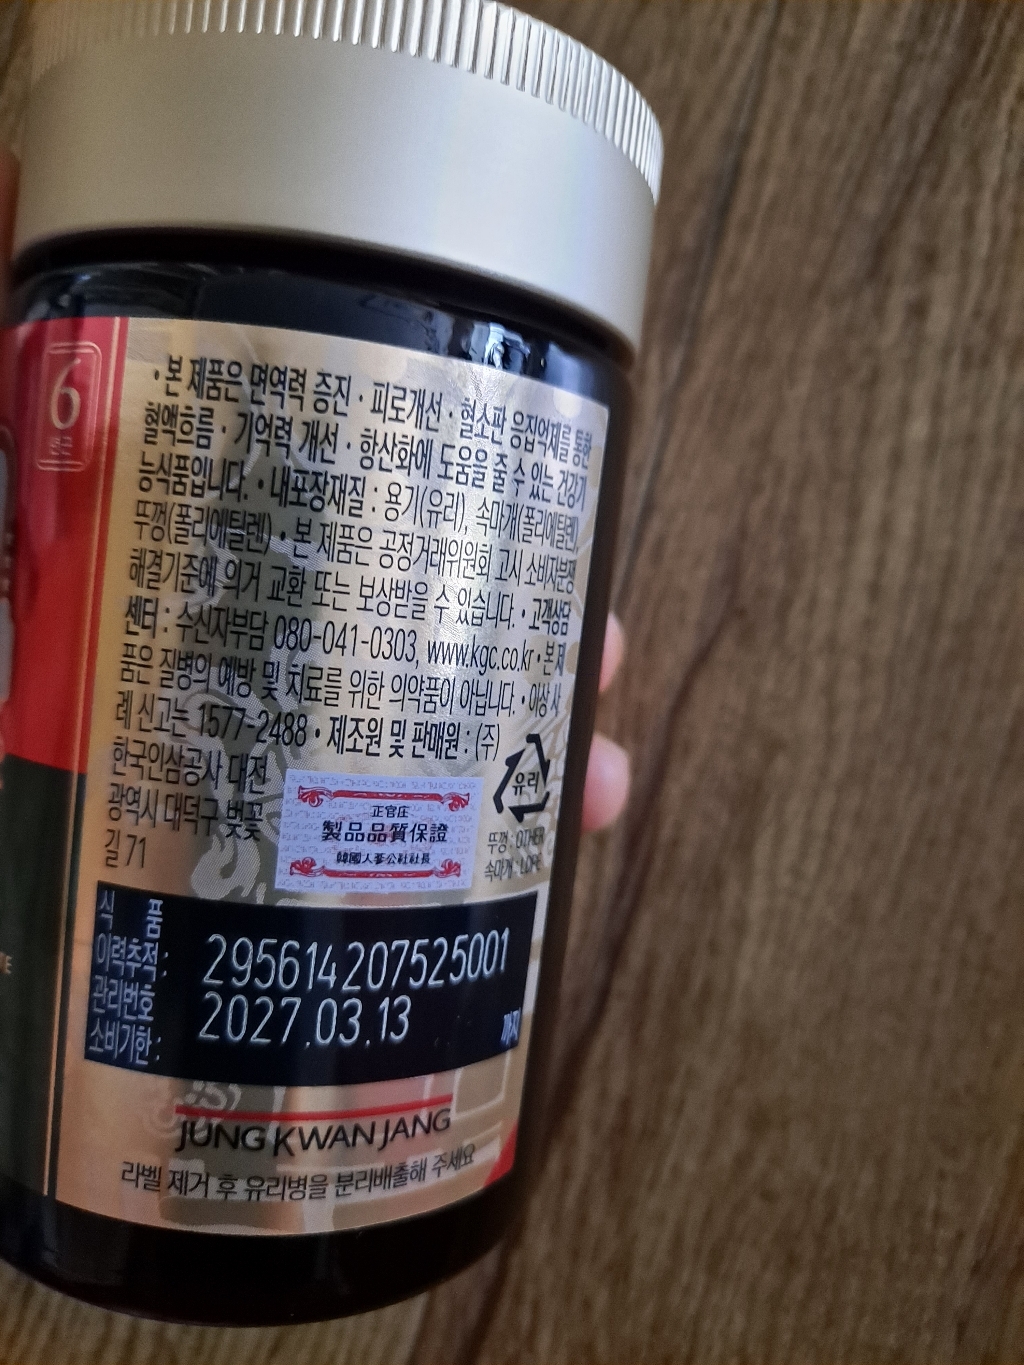 6
년근
• 본 제품은 면역력 증진 · 피로개선 · 혈소판 응집억제를 통한
혈액흐름 · 기억력 개선 · 항산화에 도움을 줄 수 있는 건강기
능식품입니다. • 내포장재질 : 용기(유리), 속마개(폴리에틸렌)
뚜껑(폴리에틸렌) • 본 제품은 공정거래위원회 고시 소비자분쟁
해결기준에 의거 교환 또는 보상받을 수 있습니다. • 고객상담
센터 : 수신자부담 080-041-0303, www.kgc.co.kr • 본 제
품은 질병의 예방 및 치료를 위한 의약품이 아닙니다. • 이상 사
례 신고는 1577-2488 • 제조원 및 판매원 : (주)
한국인삼공사 대전
광역시 대덕구 벚꽃
길 71
正官庄
製品品質保證
韓國人蔘公社社長
유리
뚜껑 : OTHER
속마개 : LDPE
식 품
이력추적 :
관리번호
295614207525001
소비기한 : 2027.03.13 까지
JUNG KWAN JANG
라벨 제거 후 유리병을 분리배출해 주세요